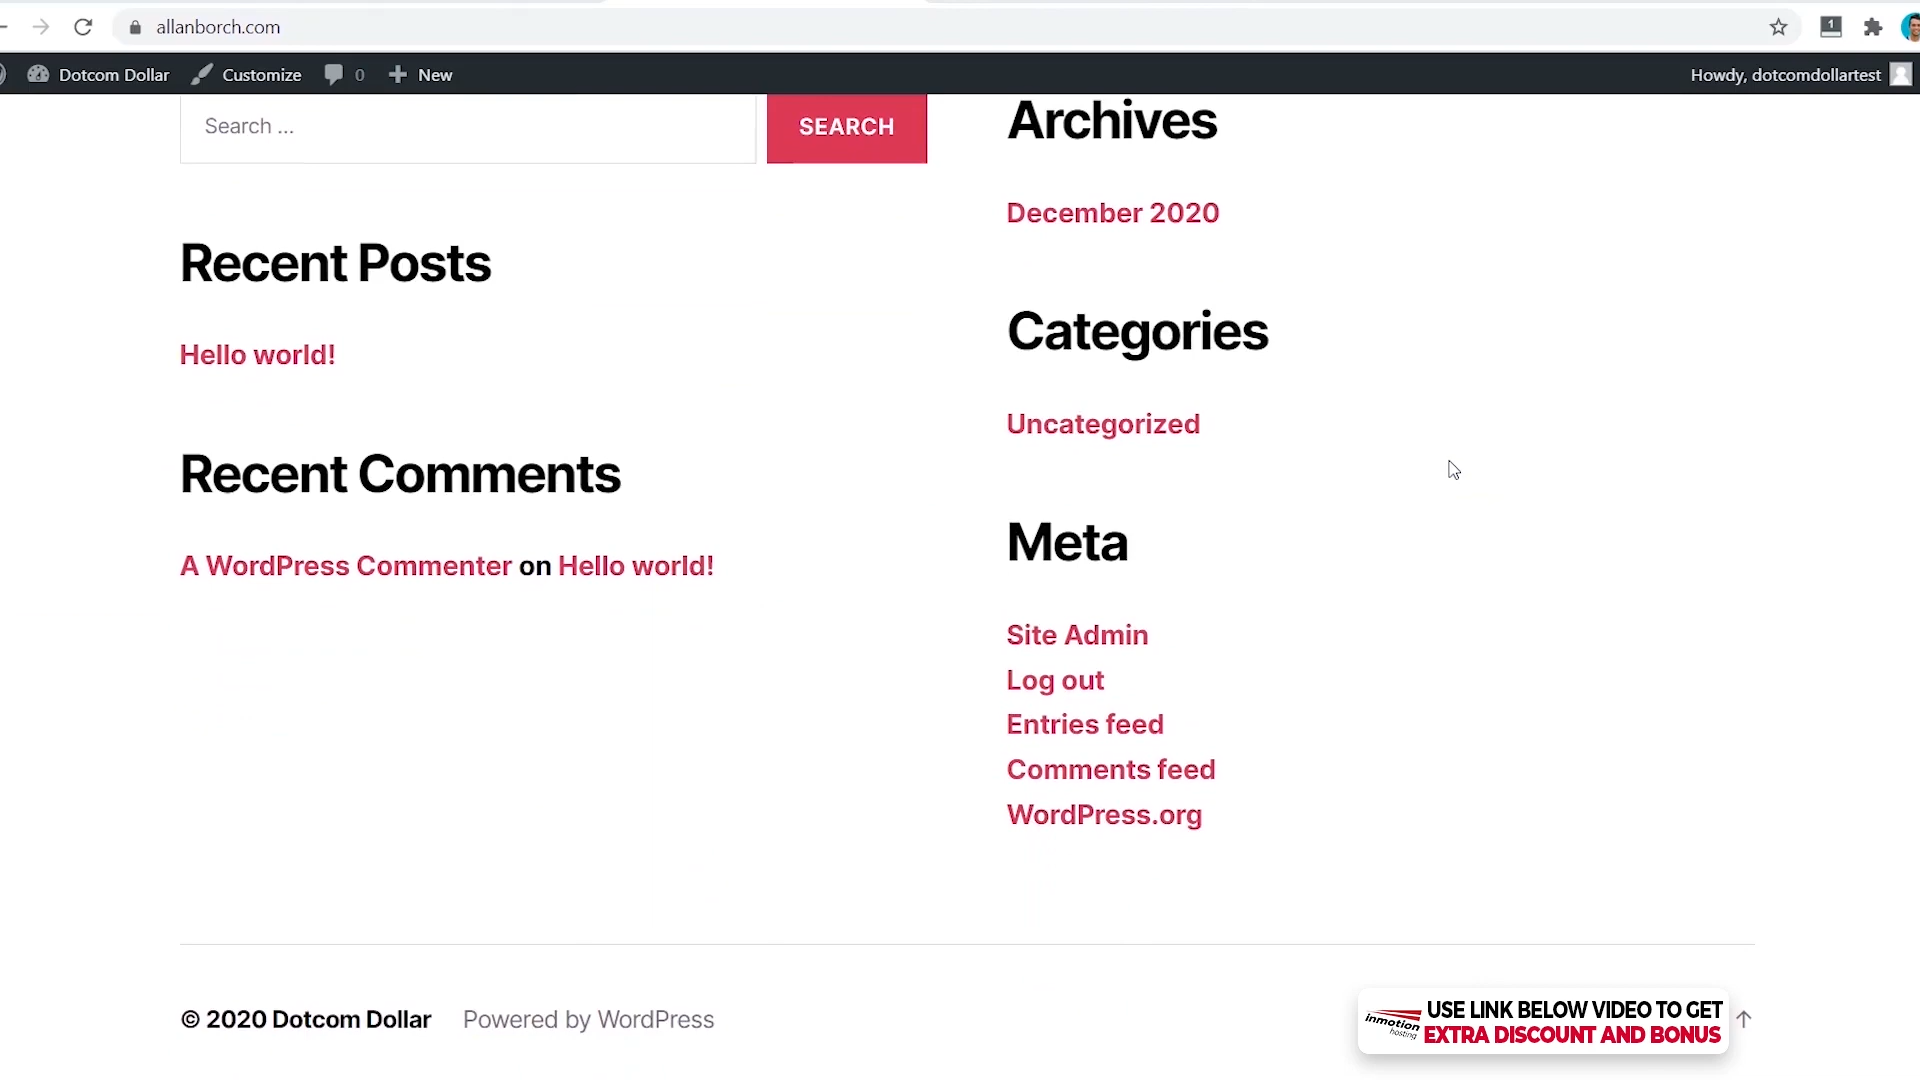 allanborch.com
1
Dotcom Dollar Customize 0 New
Howdy, dotcomdollartest
Search ...
SEARCH
Recent Posts
Hello world!
Recent Comments
A WordPress Commenter on Hello world!
Archives
December 2020
Categories
Uncategorized
Meta
Site Admin
Log out
Entries feed
Comments feed
WordPress.org
© 2020 Dotcom Dollar Powered by WordPress
inmotion
hosting
USE LINK BELOW VIDEO TO GET
EXTRA DISCOUNT AND BONUS
↑